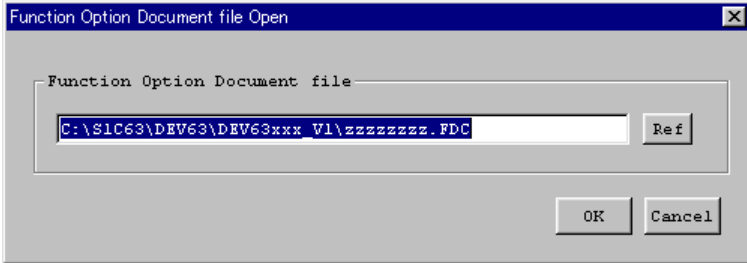 Function Option Document file Open
Function Option Document file
C:\S1C63\DEV63\DEV63xxx_V1\zzzzzzzz.FDC
Ref
OK
Cancel